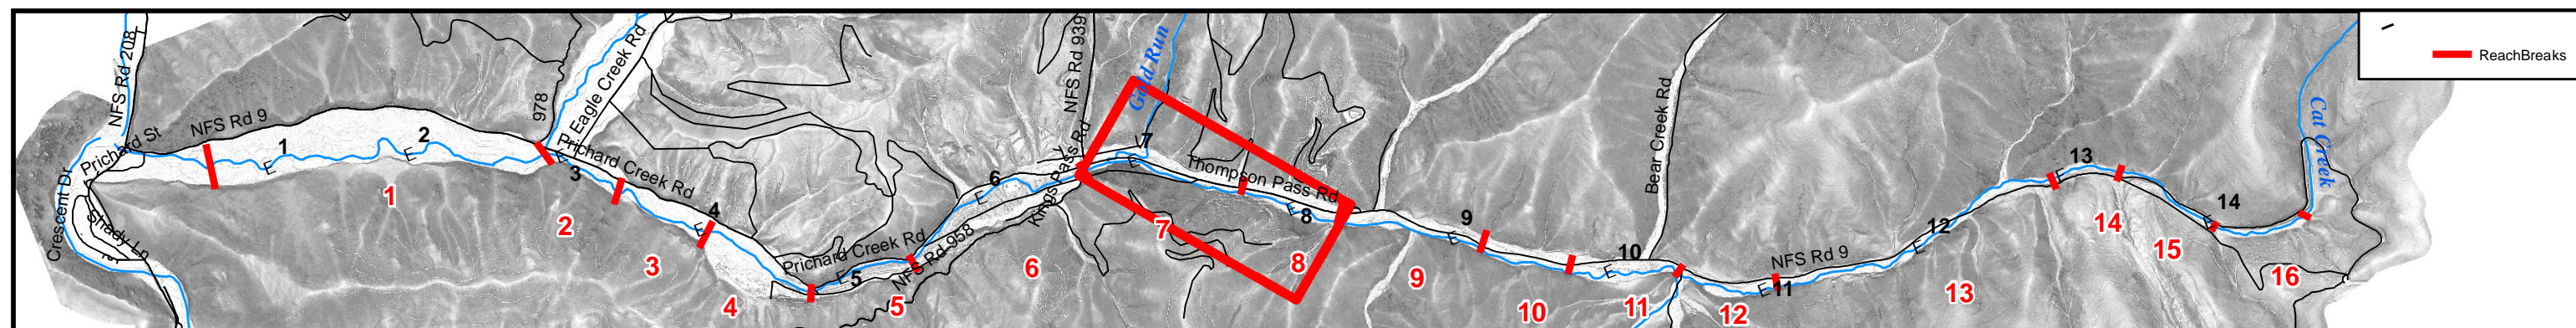 NFS Rd 208
Prichard St
Crescent Dr
Shady Ln
NFS Rd 9
1
E
2
E
1
978
P Eagle Creek Rd
E
3
Prichard Creek Rd
2
3
4
E
4
Prichard Creek Rd
E
5
5
NFS Rd 958
6
E
6
Kings Pass Rd
NFS Rd 939
Gold Run
7
E
Thompson Pass Rd
7
8
E
8
9
E
9
10
E
10
11
Bear Creek Rd
12
E
11
NFS Rd 9
12
E
13
13
E
14
15
14
E
16
Cat Creek
ReachBreaks